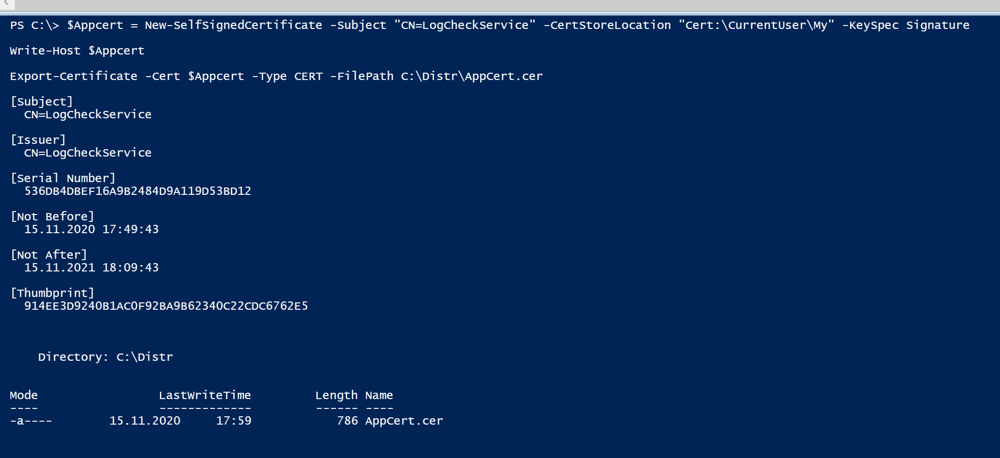 PS C:\> $Appcert = New-SelfSignedCertificate -Subject "CN=LogCheckService" -CertStoreLocation "Cert:\CurrentUser\My" -KeySpec Signature
Write-Host $Appcert
Export-Certificate -Cert $Appcert -Type CERT -FilePath C:\Distr\AppCert.cer
[Subject]
CN=LogCheckService
[Issuer]
CN=LogCheckService
[Serial Number]
536DB4DBEF16A9B2484D9A119D53BD12
[Not Before]
15.11.2020 17:49:43
[Not After]
15.11.2021 18:09:43
[Thumbprint]
914EE3D9240B1AC0F92BA9B62340C22CDC6762E5
Directory: C:\Distr
Mode LastWriteTime Length Name
---- ------------- ------ ----
-a---- 15.11.2020 17:59 786 AppCert.cer